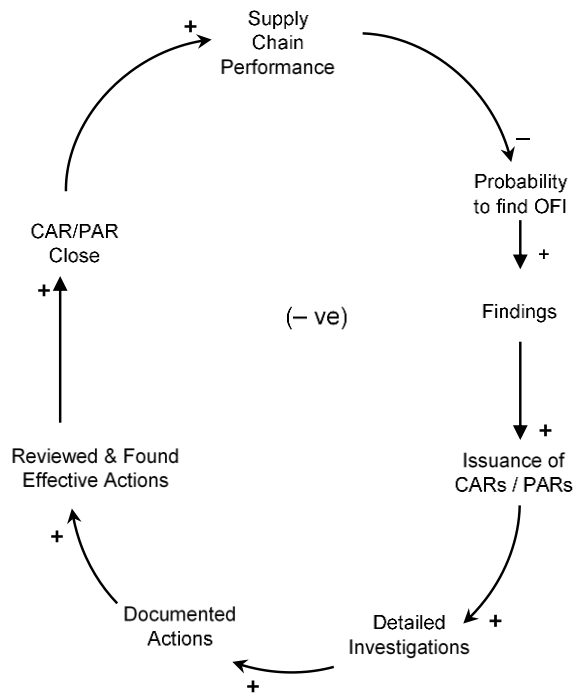 Supply
Chain
Performance
+
–
Probability
to find OFI
+
Findings
+
Issuance of
CARs / PARs
+
Detailed
Investigations
+
Documented
Actions
+
Reviewed & Found
Effective Actions
+
CAR/PAR
Close
+
(– ve)